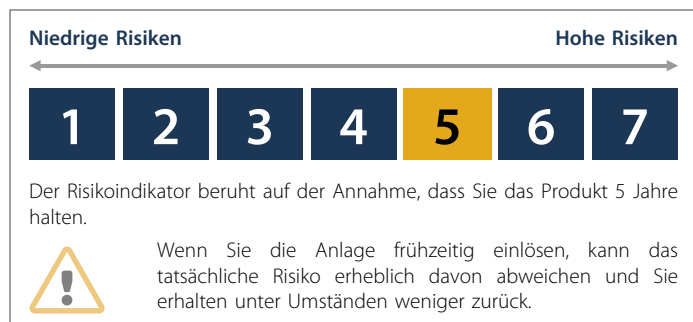 Niedrige Risiken Hohe Risiken
1 2 3 4 5 6 7
Der Risikoindikator beruht auf der Annahme, dass Sie das Produkt 5 Jahre
halten.
Wenn Sie die Anlage frühzeitig einlösen, kann das
tatsächliche Risiko erheblich davon abweichen und Sie
erhalten unter Umständen weniger zurück.